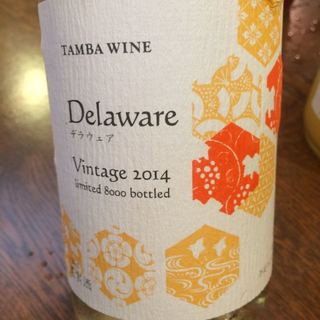 TAMBA WINE
Delaware
デラウェア
Vintage 2014
limited 8000 bottled